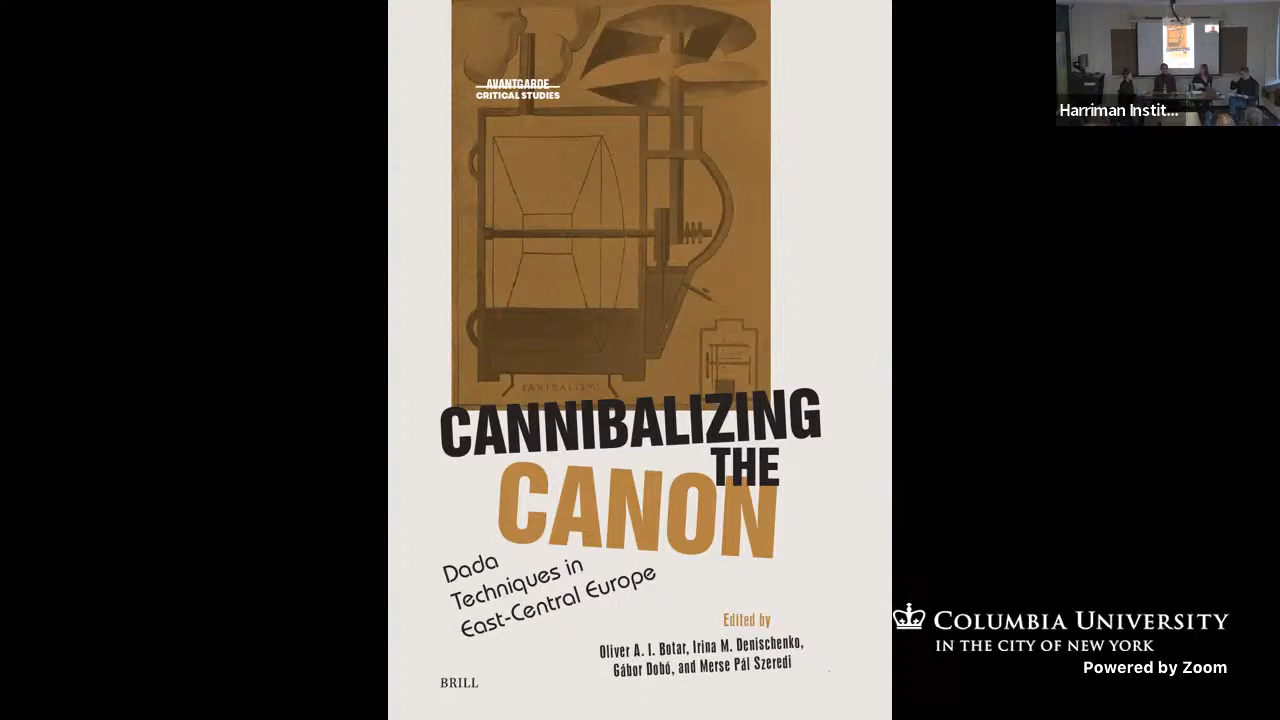 AVANTGARDE
CRITICAL STUDIES
CANIBALISME
CANNIBALIZING
THE
CANON
Dada
Techniques in
East-Central Europe
Edited by
Oliver A. I. Botar, Irina M. Denischenko,
Gábor Dobó, and Merse Pál Szeredi
BRILL
Harriman Instit...
COLUMBIA UNIVERSITY
IN THE CITY OF NEW YORK
Powered by Zoom